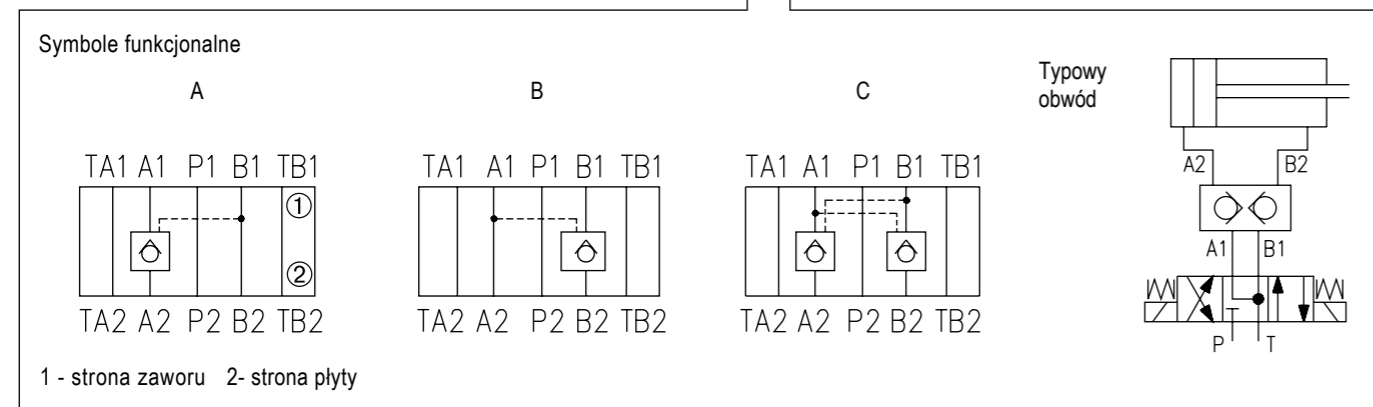 Symbole funkcjonalne
A
B
C
Typowy
obwód
TA1 A1 P1 B1 TB1
1
2
TA2 A2 P2 B2 TB2
TA1 A1 P1 B1 TB1
TA2 A2 P2 B2 TB2
TA1 A1 P1 B1 TB1
TA2 A2 P2 B2 TB2
A2
B2
A1
B1
P
T
1 - strona zaworu 2- strona płyty